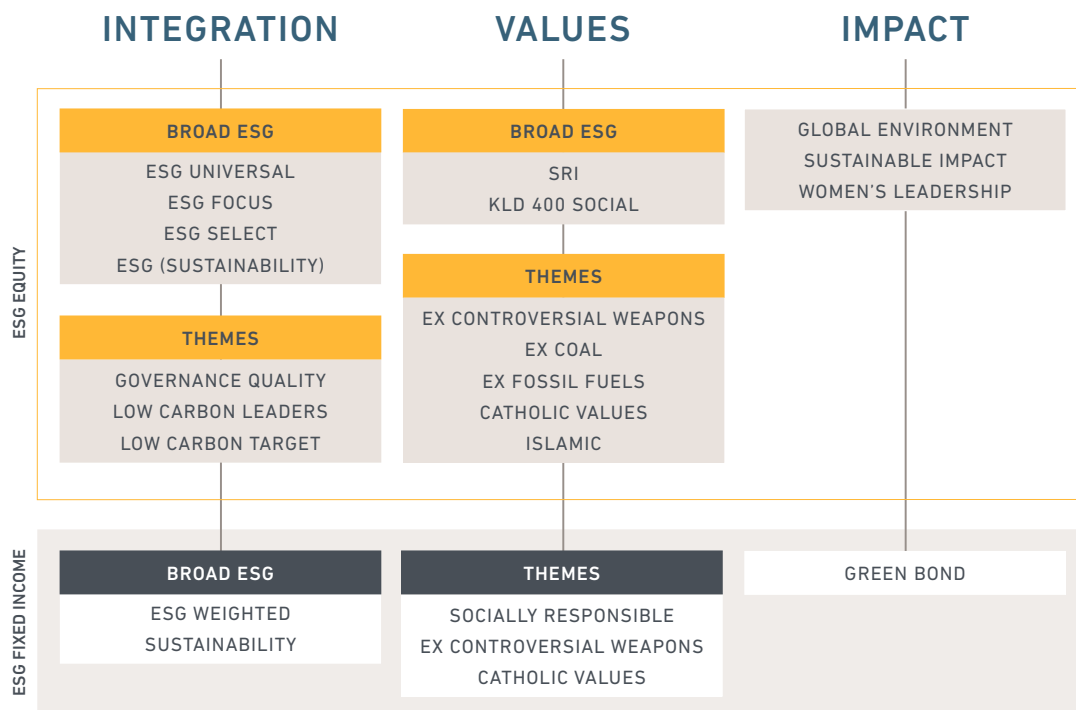 INTEGRATION
VALUES
IMPACT
ESG EQUITY
BROAD ESG
ESG UNIVERSAL
ESG FOCUS
ESG SELECT
ESG (SUSTAINABILITY)
THEMES
GOVERNANCE QUALITY
LOW CARBON LEADERS
LOW CARBON TARGET
BROAD ESG
SRI
KLD 400 SOCIAL
THEMES
EX CONTROVERSIAL WEAPONS
EX COAL
EX FOSSIL FUELS
CATHOLIC VALUES
ISLAMIC
GLOBAL ENVIRONMENT
SUSTAINABLE IMPACT
WOMEN'S LEADERSHIP
ESG FIXED INCOME
BROAD ESG
ESG WEIGHTED
SUSTAINABILITY
THEMES
SOCIALLY RESPONSIBLE
EX CONTROVERSIAL WEAPONS
CATHOLIC VALUES
GREEN BOND